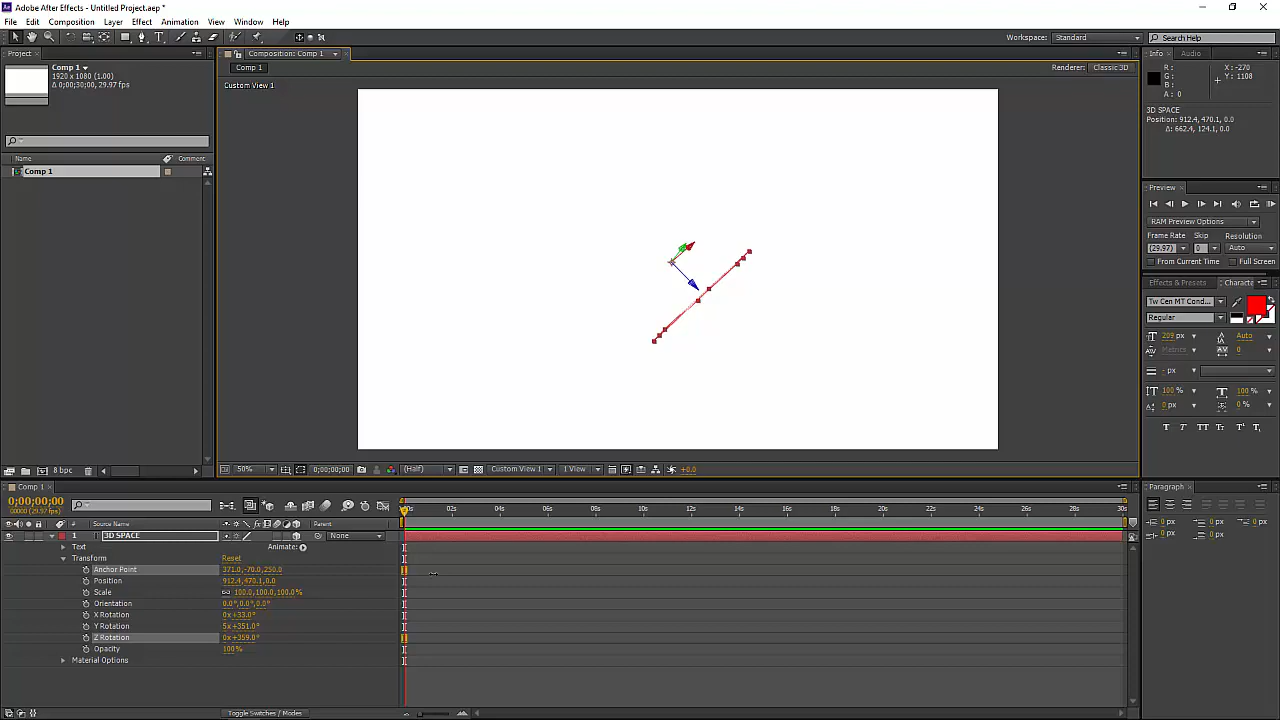 Adobe After Effects - Untitled Project.aep *
File Edit Composition Layer Effect Animation View Window Help
Workspace: Standard Search Help
Project
Comp 1
1920 x 1080 (1.00)
Δ 0;00;30;00, 29.97 fps
Name Comment
Comp 1
8 bpc
Composition: Comp 1
Comp 1
Renderer: Classic 3D
Custom View 1
50% 0;00;00;00 (Half) Custom View 1 1 View +0.0
Info Audio
R:
G:
B:
A: 0
X: -270
Y: 1108
3D SPACE
Position: 912.4, 470.1, 0.0
Δ: 662.4, 124.1, 0.0
Preview
RAM Preview Options
Frame Rate Skip Resolution
(29.97) 0 Auto
From Current Time Full Screen
Effects & Presets Characte
Tw Cen MT Cond...
Regular
209 px Auto
Metrics 0
- px
100 % 100 %
0 px 0 %
T T TT Tr T¹ T₁
Paragraph
0 px 0 px 0 px
0 px 0 px
Comp 1
0;00;00;00
00000 (29.97 fps)
# Source Name Parent
1 3D SPACE None
Text Animate:
Transform Reset
Anchor Point 371.0,-70.0,250.0
Position 912.4,470.1,0.0
Scale 100.0,100.0,100.0%
Orientation 0.0°,0.0°,0.0°
X Rotation 0x+33.0°
Y Rotation 5x+351.0°
Z Rotation 0x+359.0°
Opacity 100%
Material Options
Toggle Switches / Modes
02s 04s 06s 08s 10s 12s 14s 16s 18s 20s 22s 24s 26s 28s 30s